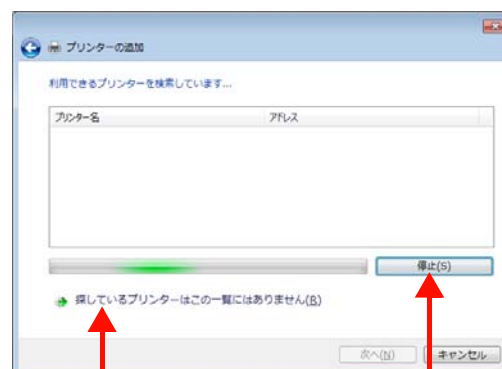 プリンターの追加
利用できるプリンターを検索しています...
プリンター名 アドレス
停止(S)
探しているプリンターはこの一覧にはありません(R)
次へ(N) キャンセル